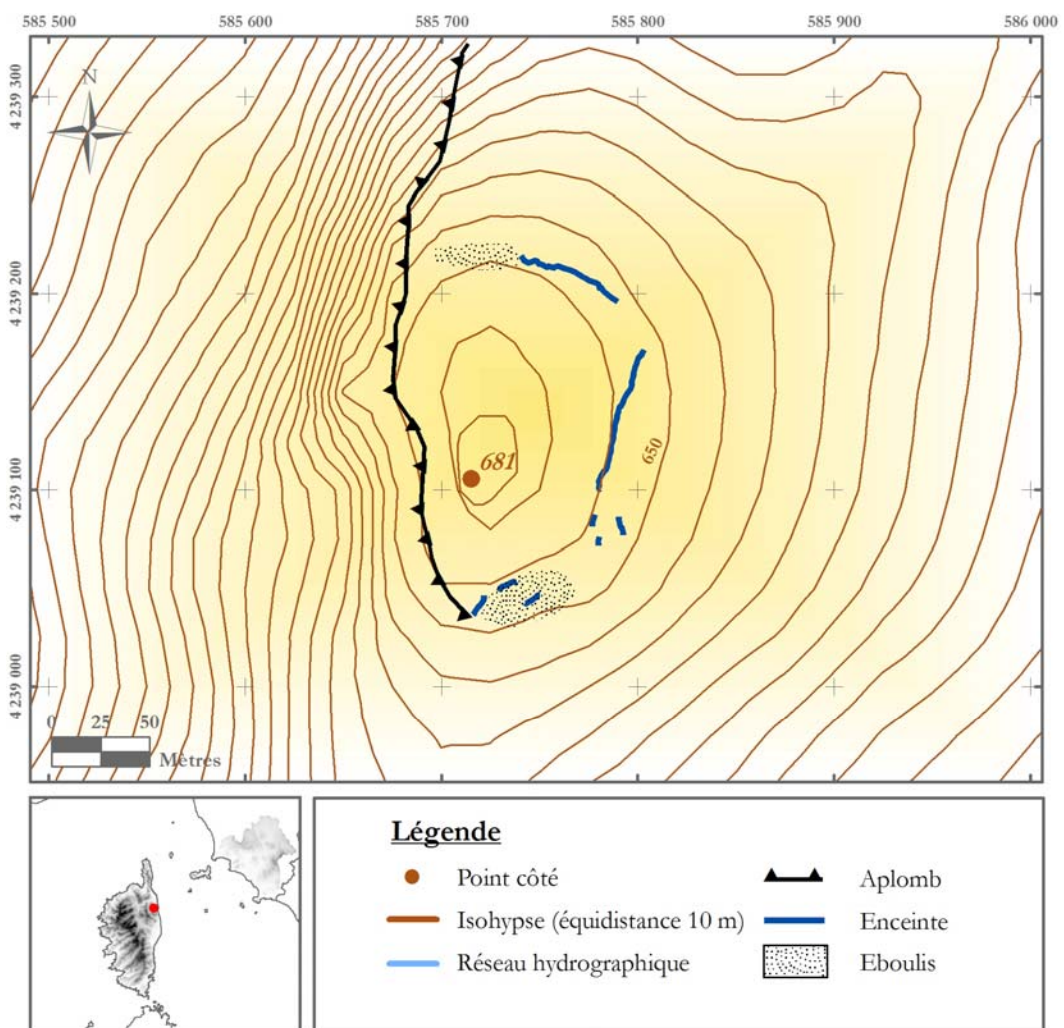 585 500 585 600 585 700 585 800 585 900 586 000
4 239 300
4 239 200
4 239 100
4 239 000
N
681
650
0 25 50
Mètres
Légende
Point côté
Isohypse (équidistance 10 m)
Réseau hydrographique
Aplomb
Enceinte
Eboulis